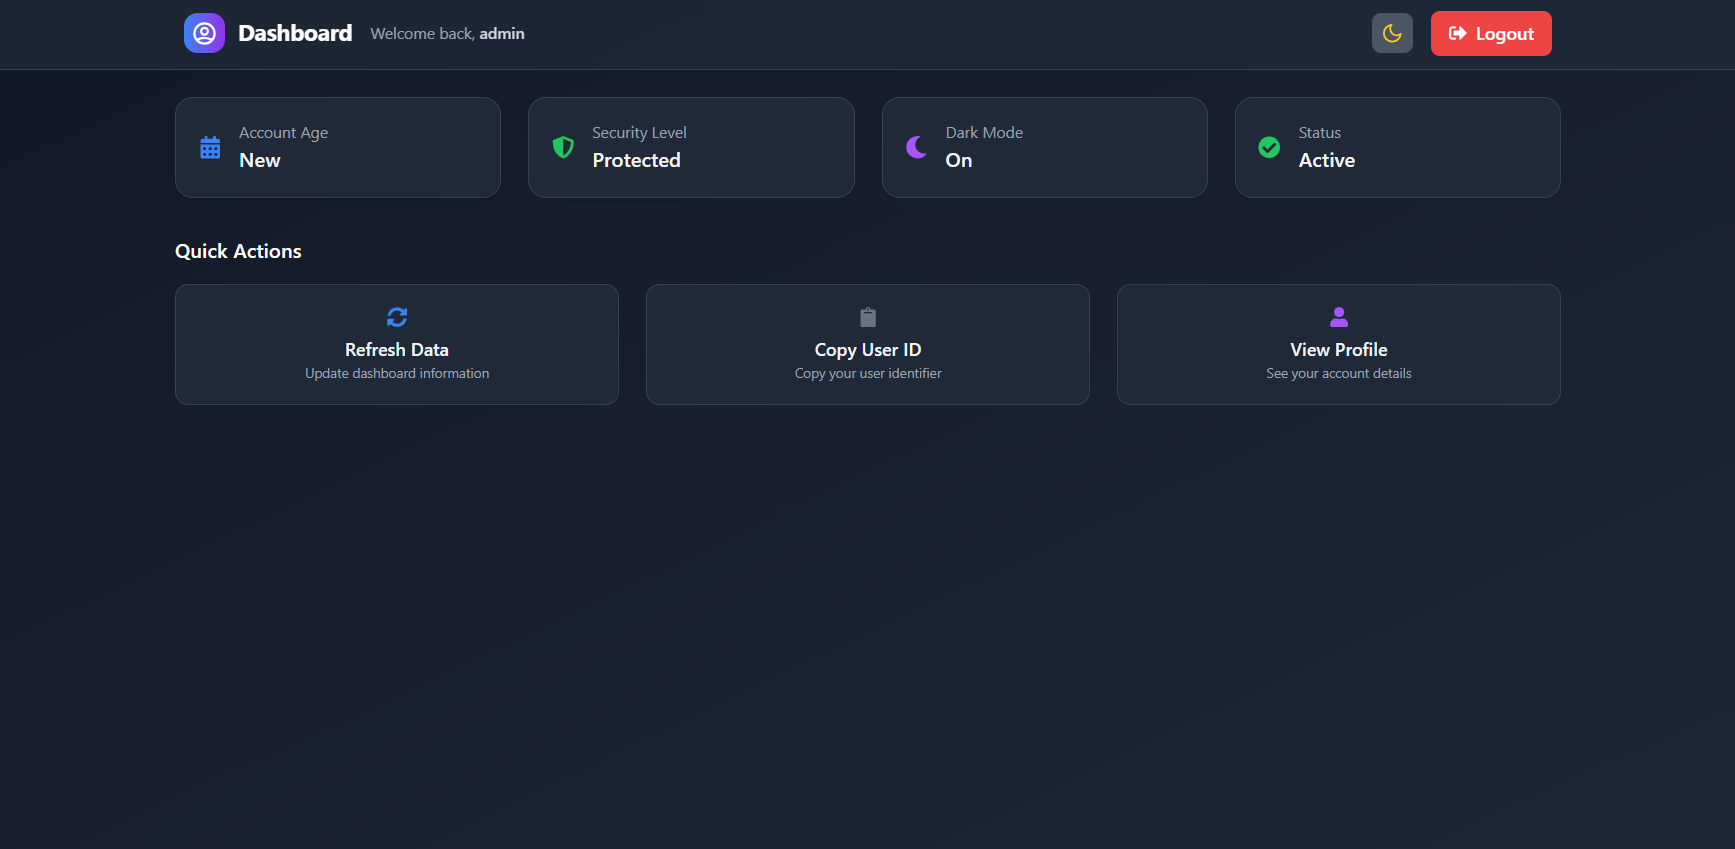 Dashboard Welcome back, admin Logout
Account Age Security Level Dark Mode Status
New Protected On Active
Quick Actions
Refresh Data Copy User ID View Profile
Update dashboard information Copy your user identifier See your account details